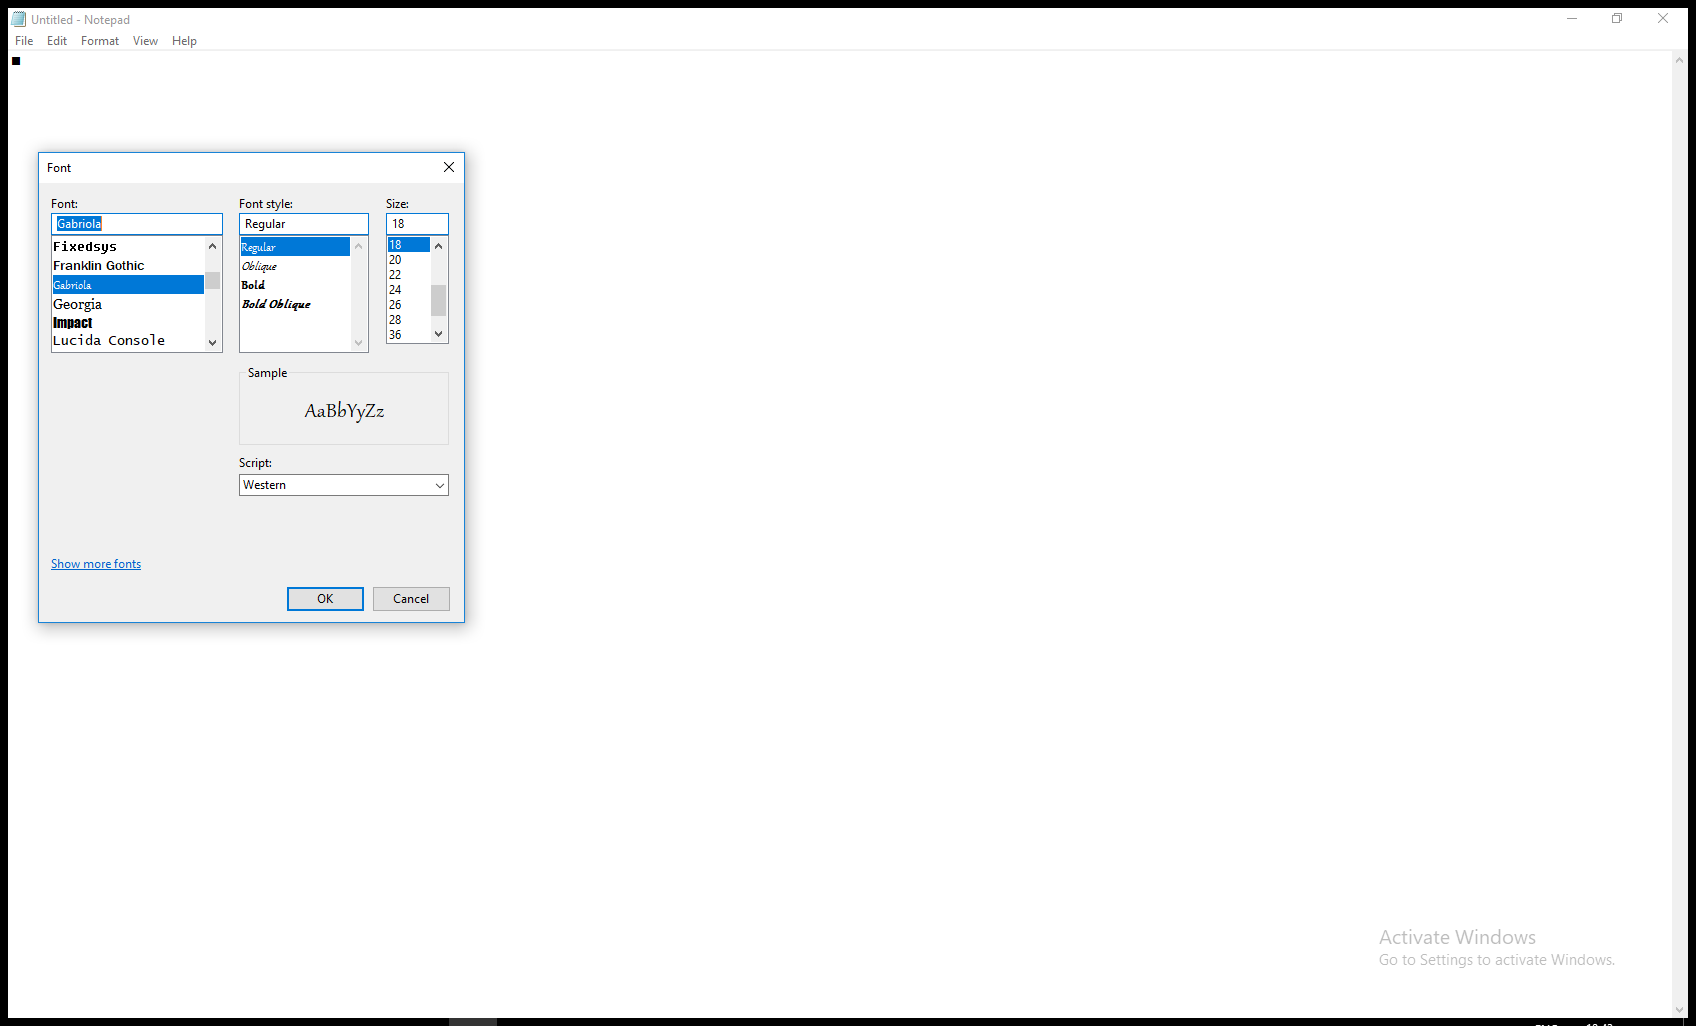 Untitled - Notepad
File Edit Format View Help
Font
Font:
Gabriola
Fixedsys
Franklin Gothic
Gabriola
Georgia
Impact
Lucida Console
Font style:
Regular
Regular
Oblique
Bold
Bold Oblique
Size:
18
18
20
22
24
26
28
36
Sample
AaBbYyZz
Script:
Western
Show more fonts
OK Cancel
Activate Windows
Go to Settings to activate Windows.